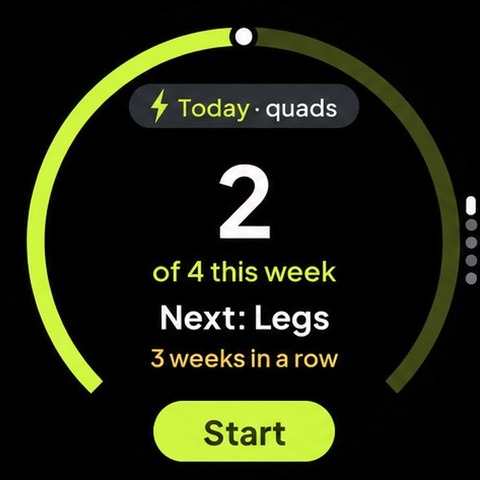 Today · quads
2
of 4 this week
Next: Legs
3 weeks in a row
Start